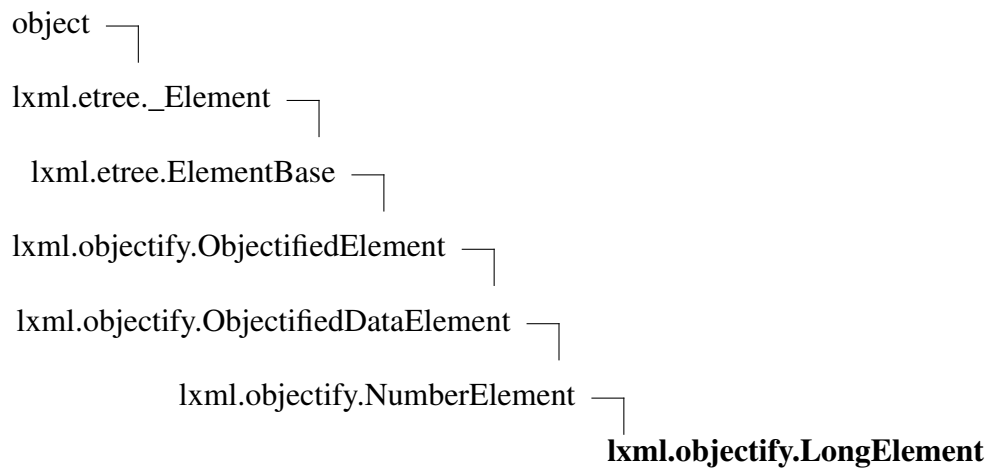 object
lxml.etree._Element
lxml.etree.ElementBase
lxml.objectify.ObjectifiedElement
lxml.objectify.ObjectifiedDataElement
lxml.objectify.NumberElement
lxml.objectify.LongElement